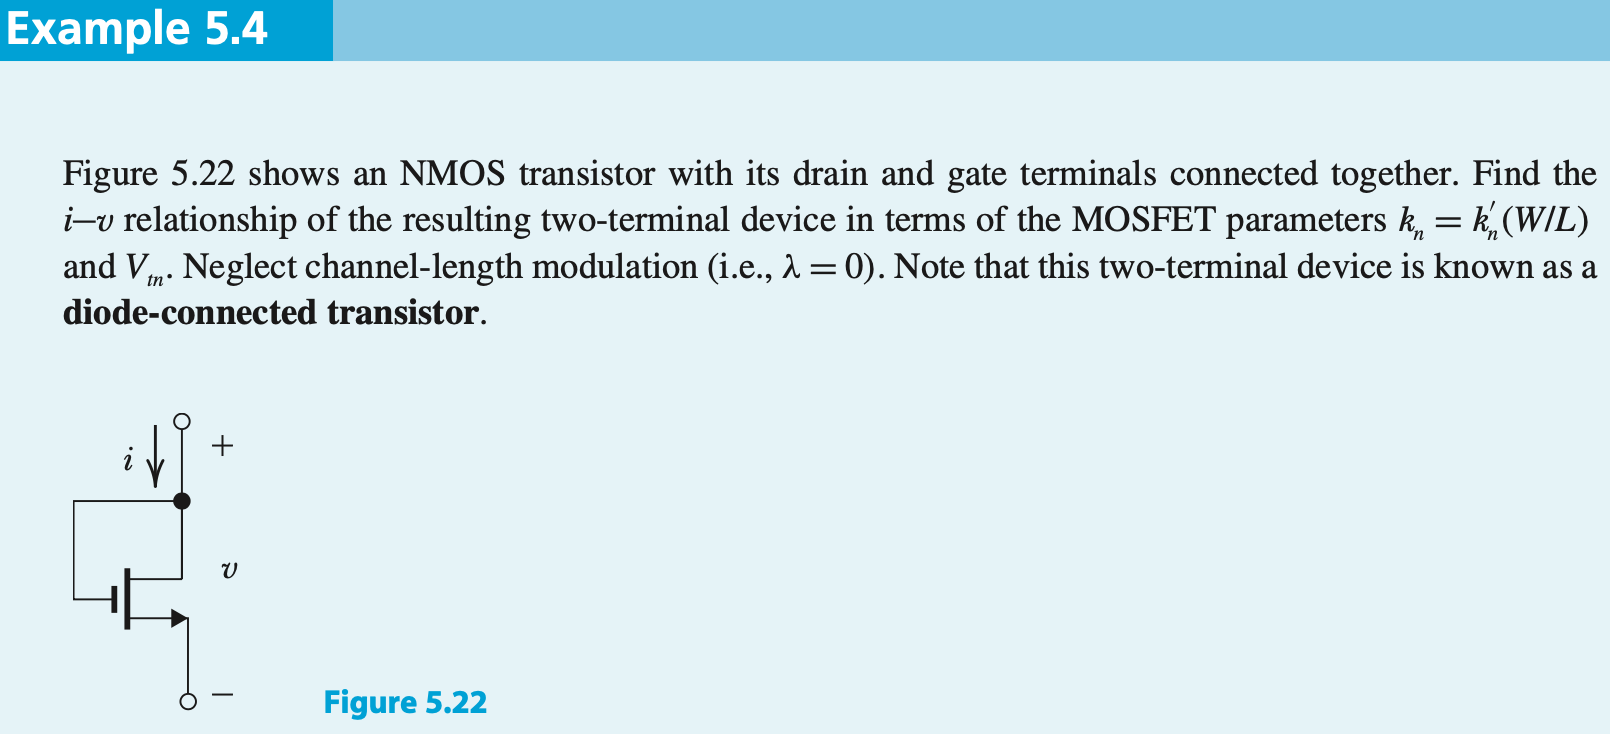 Example 5.4
Figure 5.22 shows an NMOS transistor with its drain and gate terminals connected together. Find the
i–v relationship of the resulting two-terminal device in terms of the MOSFET parameters kₙ = k′ₙ(W/L)
and Vₜₙ. Neglect channel-length modulation (i.e., λ = 0). Note that this two-terminal device is known as a
diode-connected transistor.
i
+
v
−
Figure 5.22